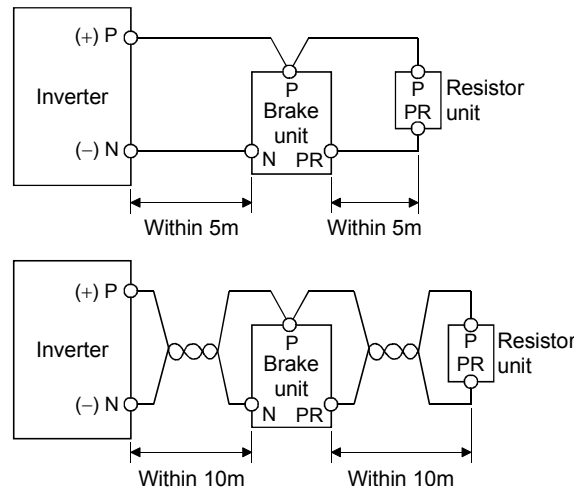 (+) P
Inverter
(−) N
P
Brake
unit
N PR
P
PR
Resistor
unit
Within 5m
Within 5m
(+) P
Inverter
(−) N
P
Brake
unit
N PR
P
PR
Resistor
unit
Within 10m
Within 10m